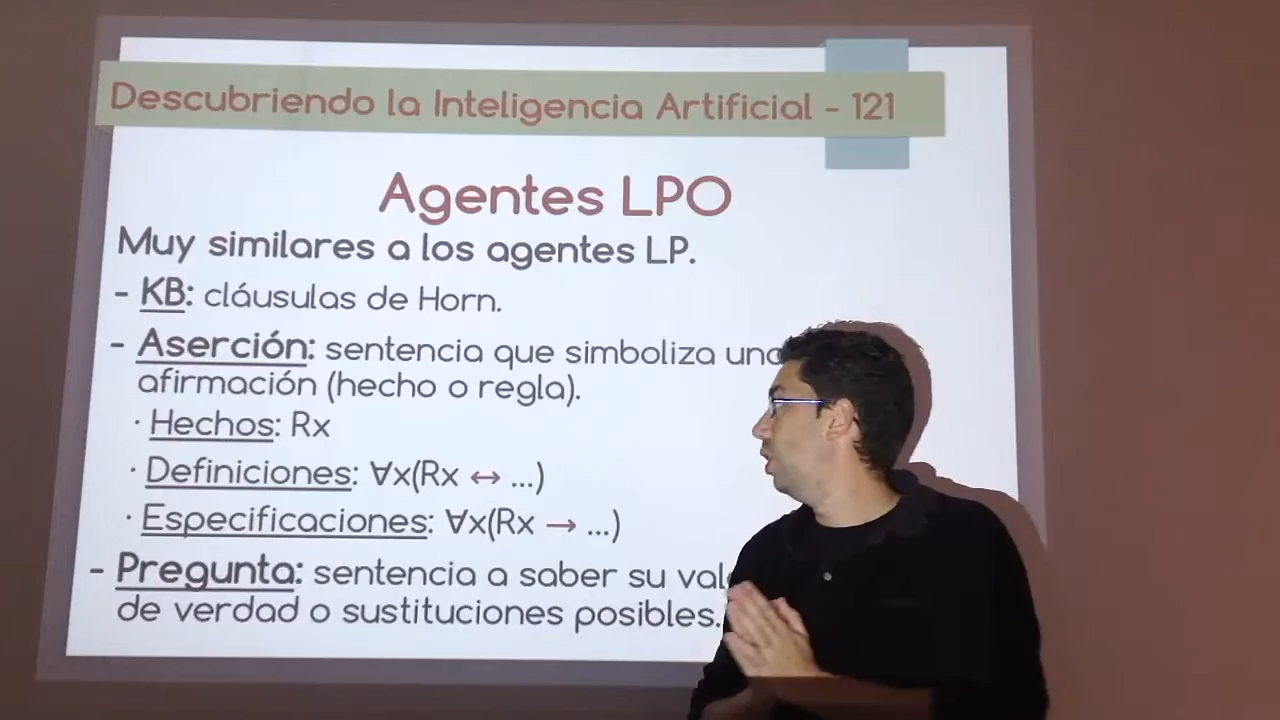 Descubriendo la Inteligencia Artificial - 121
Agentes LPO
Muy similares a los agentes LP.
- KB: cláusulas de Horn.
- Aserción: sentencia que simboliza una
afirmación (hecho o regla).
· Hechos: Rx
· Definiciones: ∀x(Rx ↔ ...)
· Especificaciones: ∀x(Rx → ...)
- Pregunta: sentencia a saber su
de verdad o sustituciones posibles.